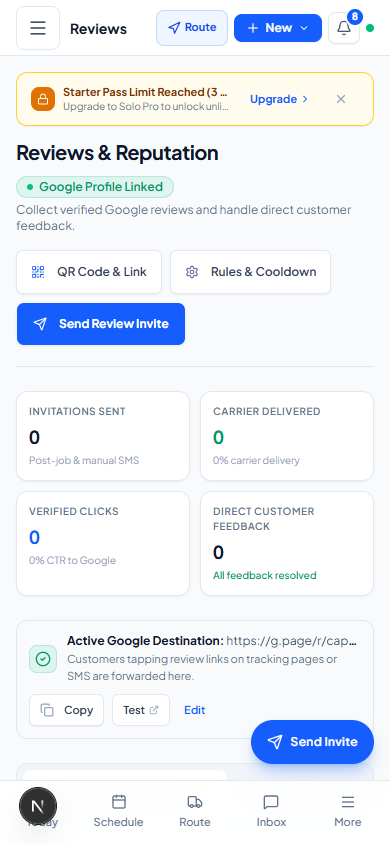 Reviews
Route
New
8
Starter Pass Limit Reached (3 ...
Upgrade to Solo Pro to unlock unli...
Upgrade
Reviews & Reputation
Google Profile Linked
Collect verified Google reviews and handle direct customer
feedback.
QR Code & Link
Rules & Cooldown
Send Review Invite
INVITATIONS SENT
0
Post-job & manual SMS
CARRIER DELIVERED
0
0% carrier delivery
VERIFIED CLICKS
0
0% CTR to Google
DIRECT CUSTOMER
FEEDBACK
0
All feedback resolved
Active Google Destination: https://g.page/r/cap...
Customers tapping review links on tracking pages or
SMS are forwarded here.
Copy
Test
Edit
Send Invite
N
Schedule
Route
Inbox
More